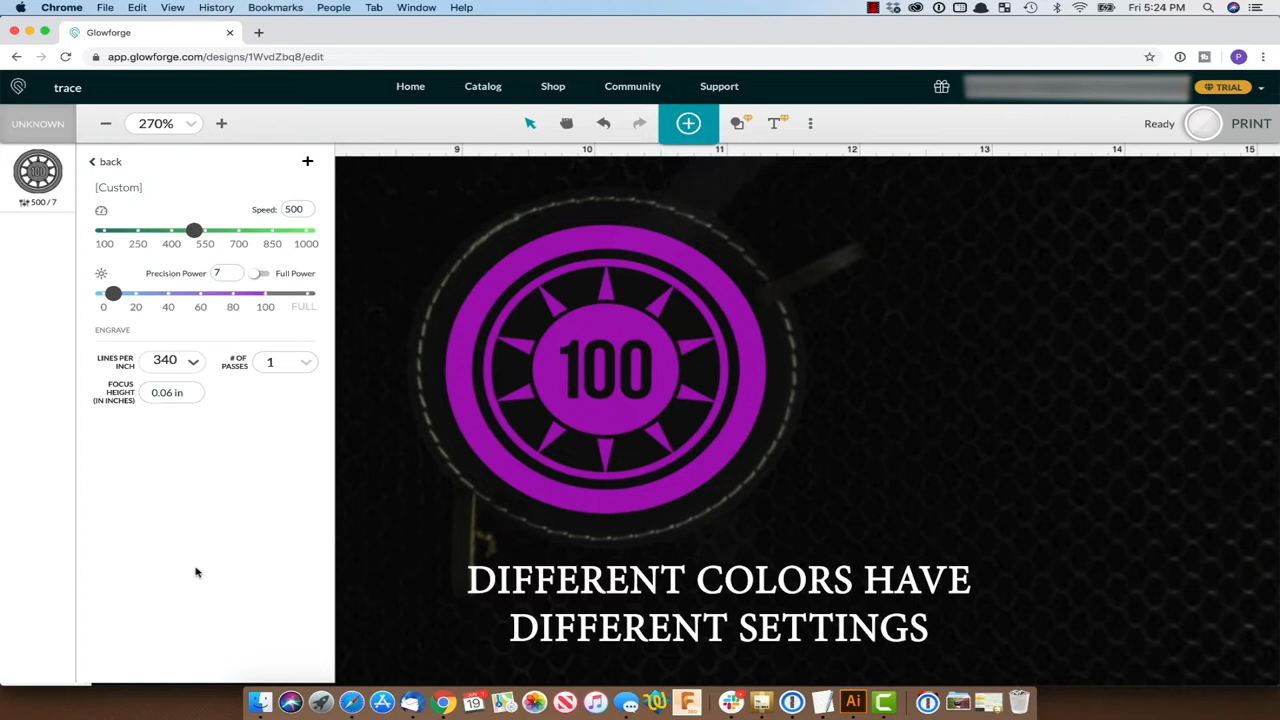 Chrome File Edit View History Bookmarks People Tab Window Help Fri 5:24 PM
Glowforge
app.glowforge.com/designs/1WvdZbq8/edit P
trace Home Catalog Shop Community Support TRIAL
UNKNOWN 270% T Ready PRINT
9 10 11 12 13 14 15
100
500 / 7
back
[Custom]
Speed: 500
100 250 400 550 700 850 1000
Precision Power 7 Full Power
0 20 40 60 80 100 FULL
ENGRAVE
LINES PER
INCH 340 # OF
PASSES 1
FOCUS
HEIGHT
(IN INCHES) 0.06 in
100
DIFFERENT COLORS HAVE
DIFFERENT SETTINGS
19
Ai